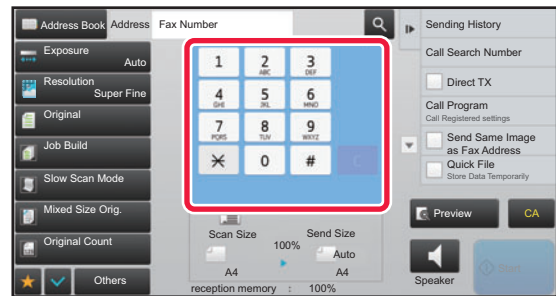 Address Book
Address
Fax Number
Exposure
Auto
Resolution
Super Fine
Original
Job Build
Slow Scan Mode
Mixed Size Orig.
Original Count
Others
1
2
ABC
3
DEF
4
GHI
5
JKL
6
MNO
7
PQRS
8
TUV
9
WXYZ
0
#
C
Scan Size
A4
100%
Send Size
Auto
A4
reception memory : 100%
Sending History
Call Search Number
Direct TX
Call Program
Call Registered settings
Send Same Image
as Fax Address
Quick File
Store Data Temporarily
Preview
CA
Speaker
Start